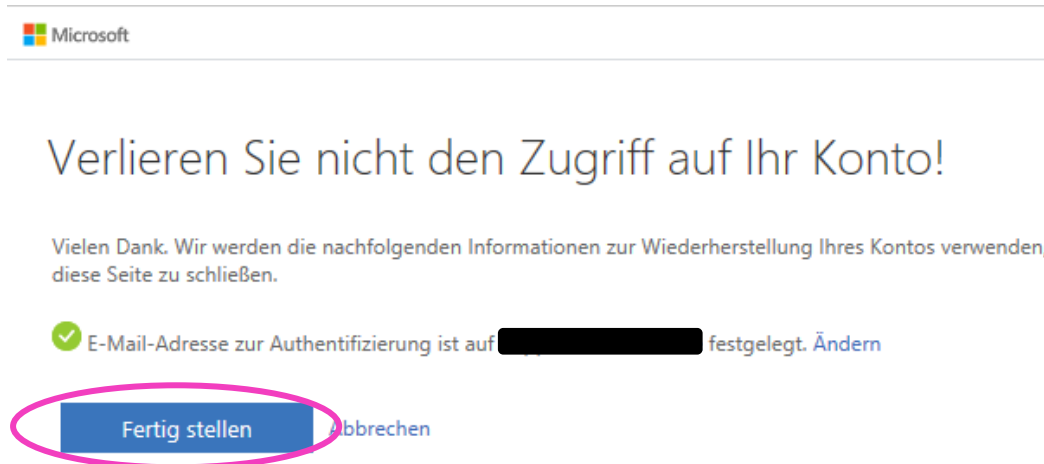 Microsoft
Verlieren Sie nicht den Zugriff auf Ihr Konto!
Vielen Dank. Wir werden die nachfolgenden Informationen zur Wiederherstellung Ihres Kontos verwenden,
diese Seite zu schließen.
E-Mail-Adresse zur Authentifizierung ist auf festgelegt. Ändern
Fertig stellen Abbrechen